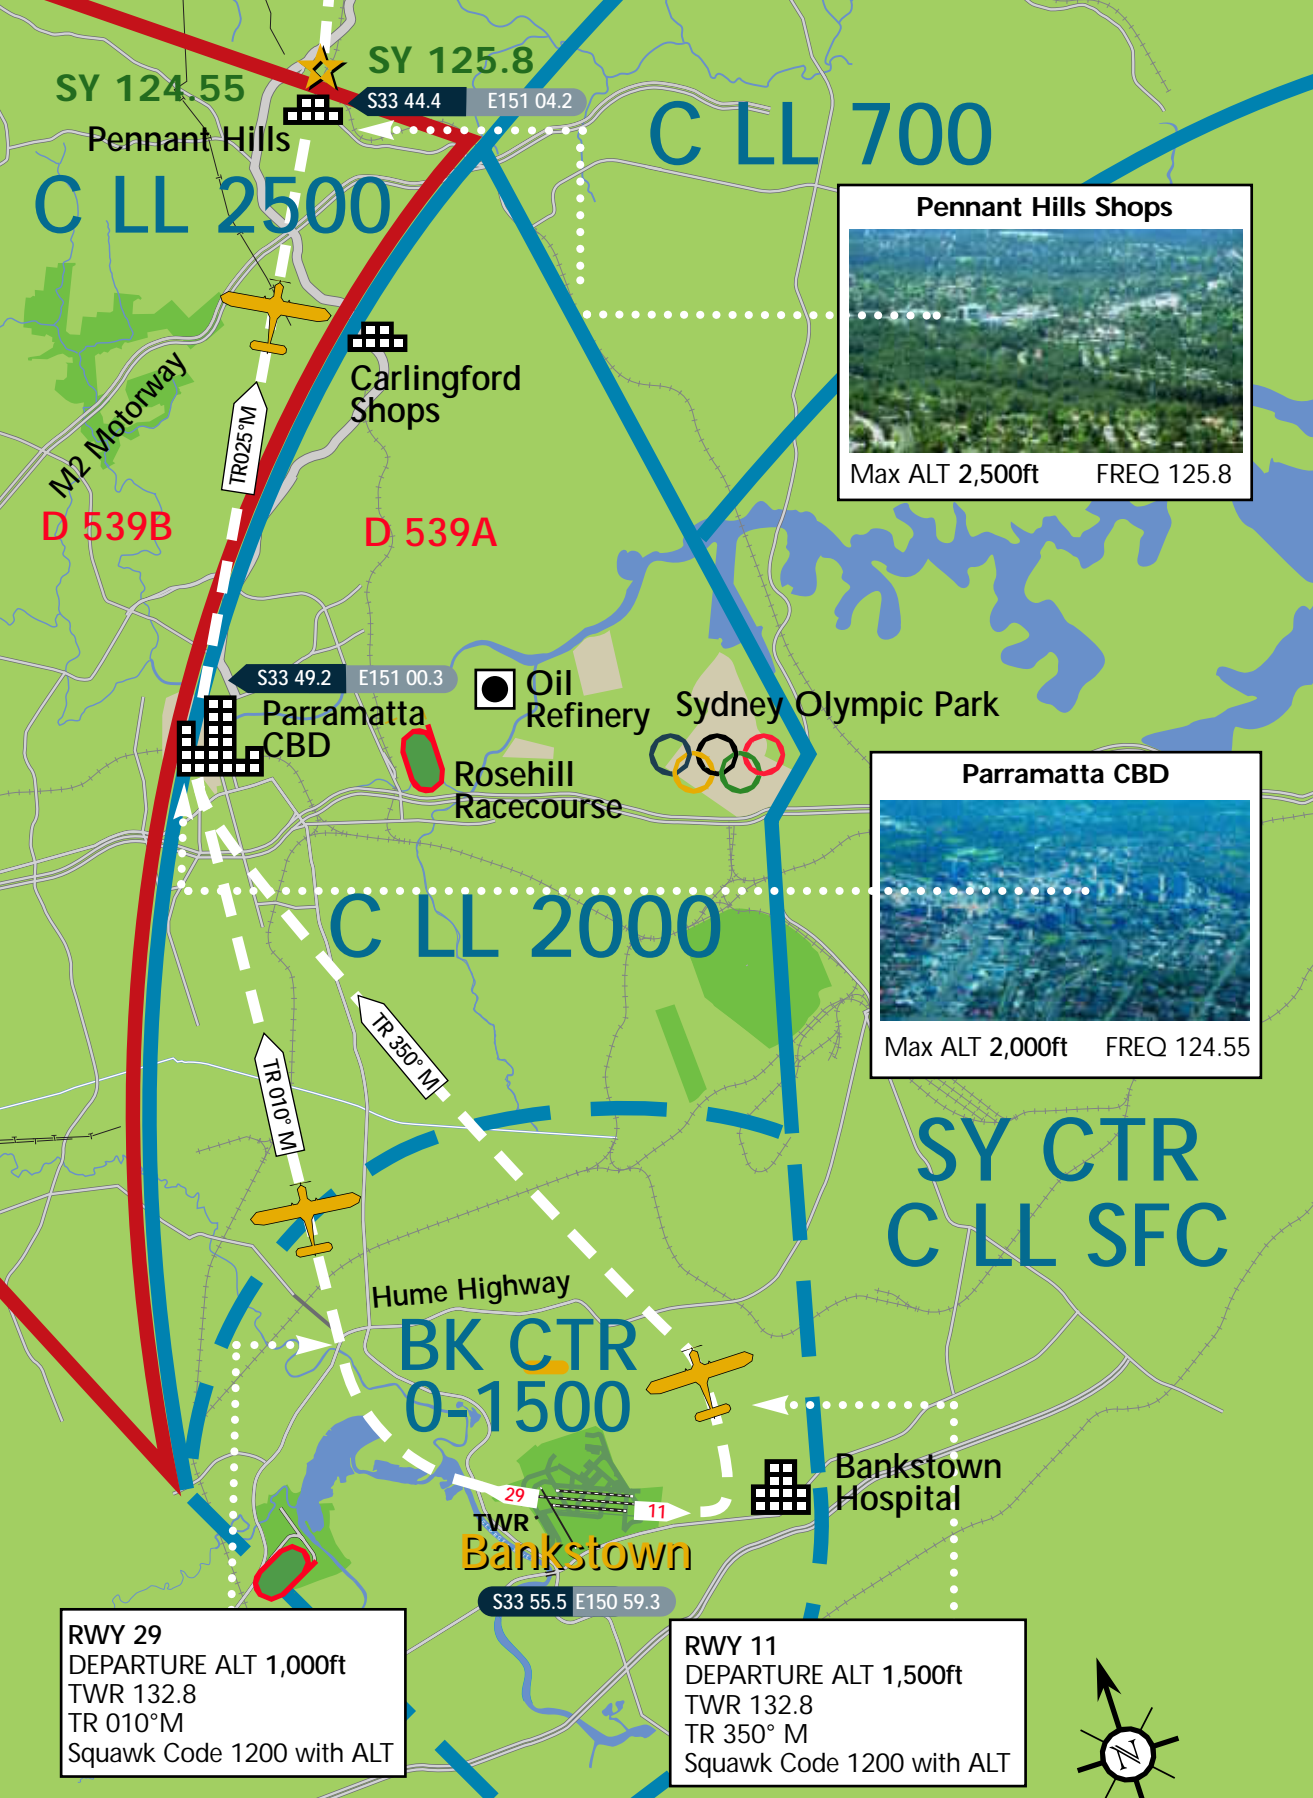 SY 124.55
SY 125.8
S33 44.4 E151 04.2
Pennant Hills
C LL 700
C LL 2500
Pennant Hills Shops
Max ALT 2,500ft FREQ 125.8
Carlingford
Shops
M2 Motorway
TR025°M
D 539B
D 539A
S33 49.2 E151 00.3
Parramatta
CBD
Oil
Refinery
Sydney Olympic Park
Rosehill
Racecourse
Parramatta CBD
Max ALT 2,000ft FREQ 124.55
C LL 2000
TR 350° M
TR 010° M
SY CTR
C LL SFC
Hume Highway
BK CTR
0-1500
Bankstown
Hospital
29
11
TWR
Bankstown
S33 55.5 E150 59.3
RWY 29
DEPARTURE ALT 1,000ft
TWR 132.8
TR 010°M
Squawk Code 1200 with ALT
RWY 11
DEPARTURE ALT 1,500ft
TWR 132.8
TR 350° M
Squawk Code 1200 with ALT
N